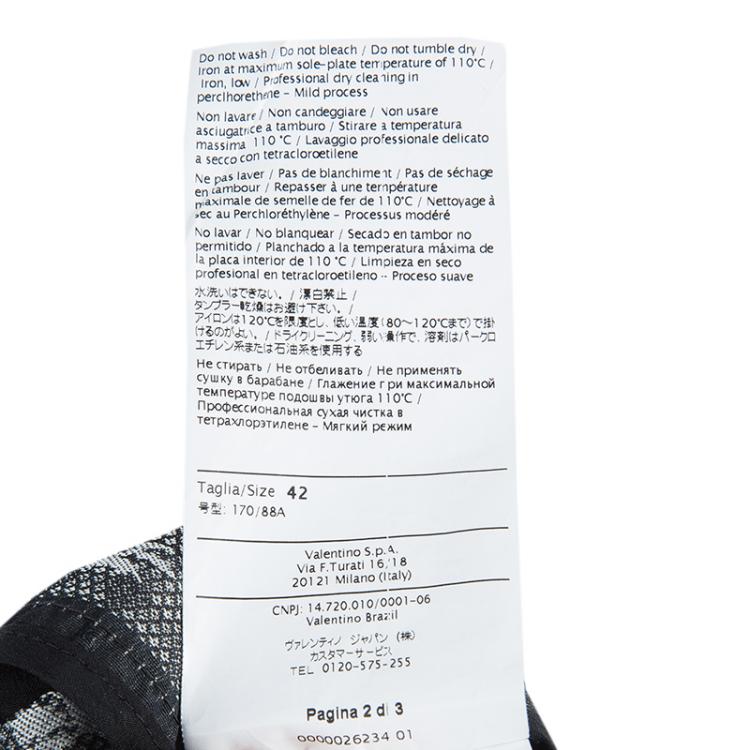 Do not wash / Do not bleach / Do not tumble dry /
Iron at maximum sole-plate temperature of 110°C /
Iron, low / Professional dry cleaning in
perclhorethene - Mild process
Non lavare / Non candeggiare / Non usare
asciugatrice a tamburo / Stirare a temperatura
massima 110 °C / Lavaggio professionale delicato
a secco con tetracloroetilene
Ne pas laver / Pas de blanchiment / Pas de séchage
en tambour / Repasser à une température
maximale de semelle de fer de 110°C / Nettoyage à
sec au Perchloréthylène - Processus modéré
No lavar / No blanquear / Secado en tambor no
permitido / Planchado a la temperatura máxima de
la placa interior de 110 °C / Limpieza en seco
profesional en tetracloroetileno - Proceso suave
水洗いはできない。/ 漂白禁止 /
タンブラー乾燥はお避け下さい。/
アイロンは120℃を限度とし、低い温度(80～120℃まで)で掛
けるのがよい。/ ドライクリーニング、弱い操作で、溶剤はパークロ
エチレン系または石油系を使用する
Не стирать / Не отбеливать / Не применять
сушку в барабане / Глажение при максимальной
температуре подошвы утюга 110°C /
Профессиональная сухая чистка в
тетрахлорэтилене - Мягкий режим
Taglia/Size 42
号型: 170/88A
Valentino S.p.A.
Via F.Turati 16/18
20121 Milano (Italy)
CNPJ: 14.720.010/0001-06
Valentino Brazil
ヴァレンティノ ジャパン (株)
カスタマーサービス
TEL 0120-575-255
Pagina 2 di 3
0000026234 01